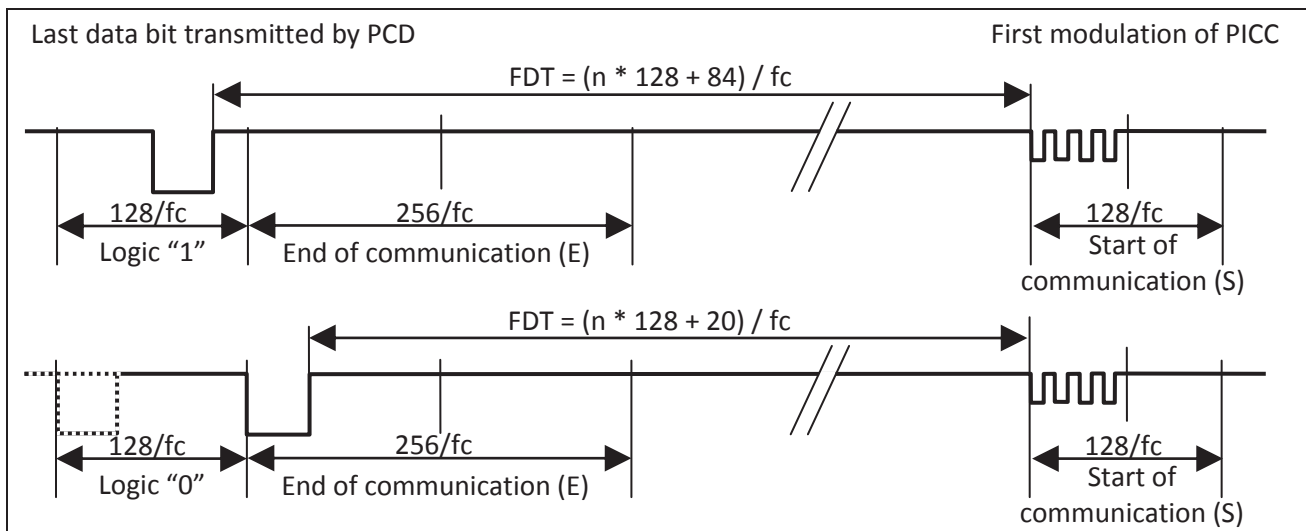 Last data bit transmitted by PCD
First modulation of PICC
FDT = (n * 128 + 84) / fc
128/fc
256/fc
128/fc
Logic “1”
End of communication (E)
Start of
communication (S)
FDT = (n * 128 + 20) / fc
128/fc
256/fc
128/fc
Logic “0”
End of communication (E)
Start of
communication (S)